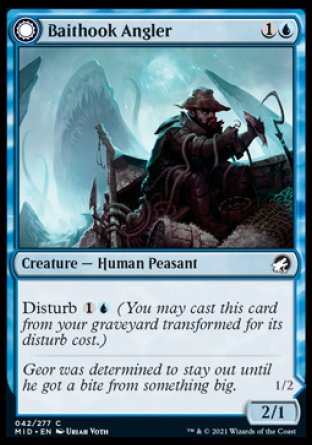 Baithook Angler 1
Creature — Human Peasant
Disturb 1 (You may cast this card
from your graveyard transformed for its
disturb cost.)
Geor was determined to stay out until
he got a bite from something big.
1/2
2/1
042/277 C
MID • EN Uriah Voth
™ & © 2021 Wizards of the Coast